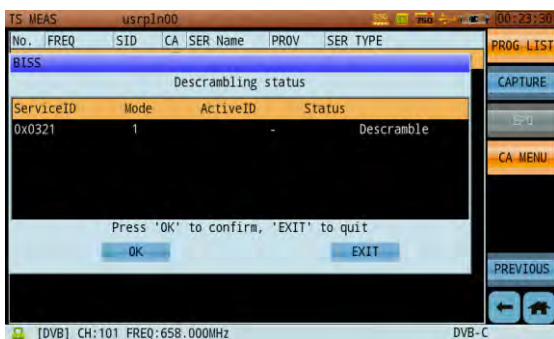 TS MEAS usrpln00 750 00:23:30
No. FREQ SID CA SER Name PROV SER TYPE
PROG LIST
BISS
Descrambling status
CAPTURE
ServiceID Mode ActiveID Status
EPG
0x0321 1 - Descramble
CA MENU
Press 'OK' to confirm, 'EXIT' to quit
OK EXIT
PREVIOUS
[DVB] CH:101 FREQ:658.000MHz DVB-C